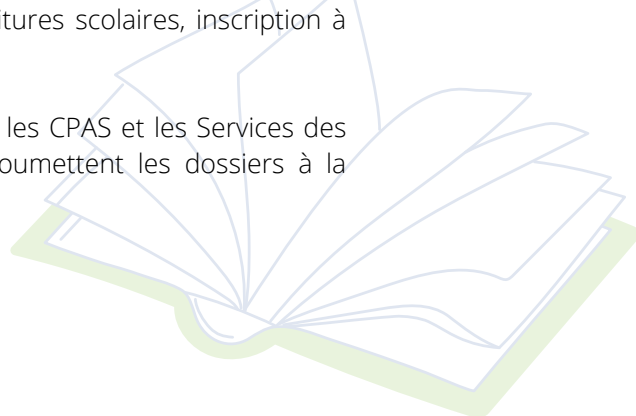 itures scolaires, inscription à
les CPAS et les Services des
oumettent les dossiers à la